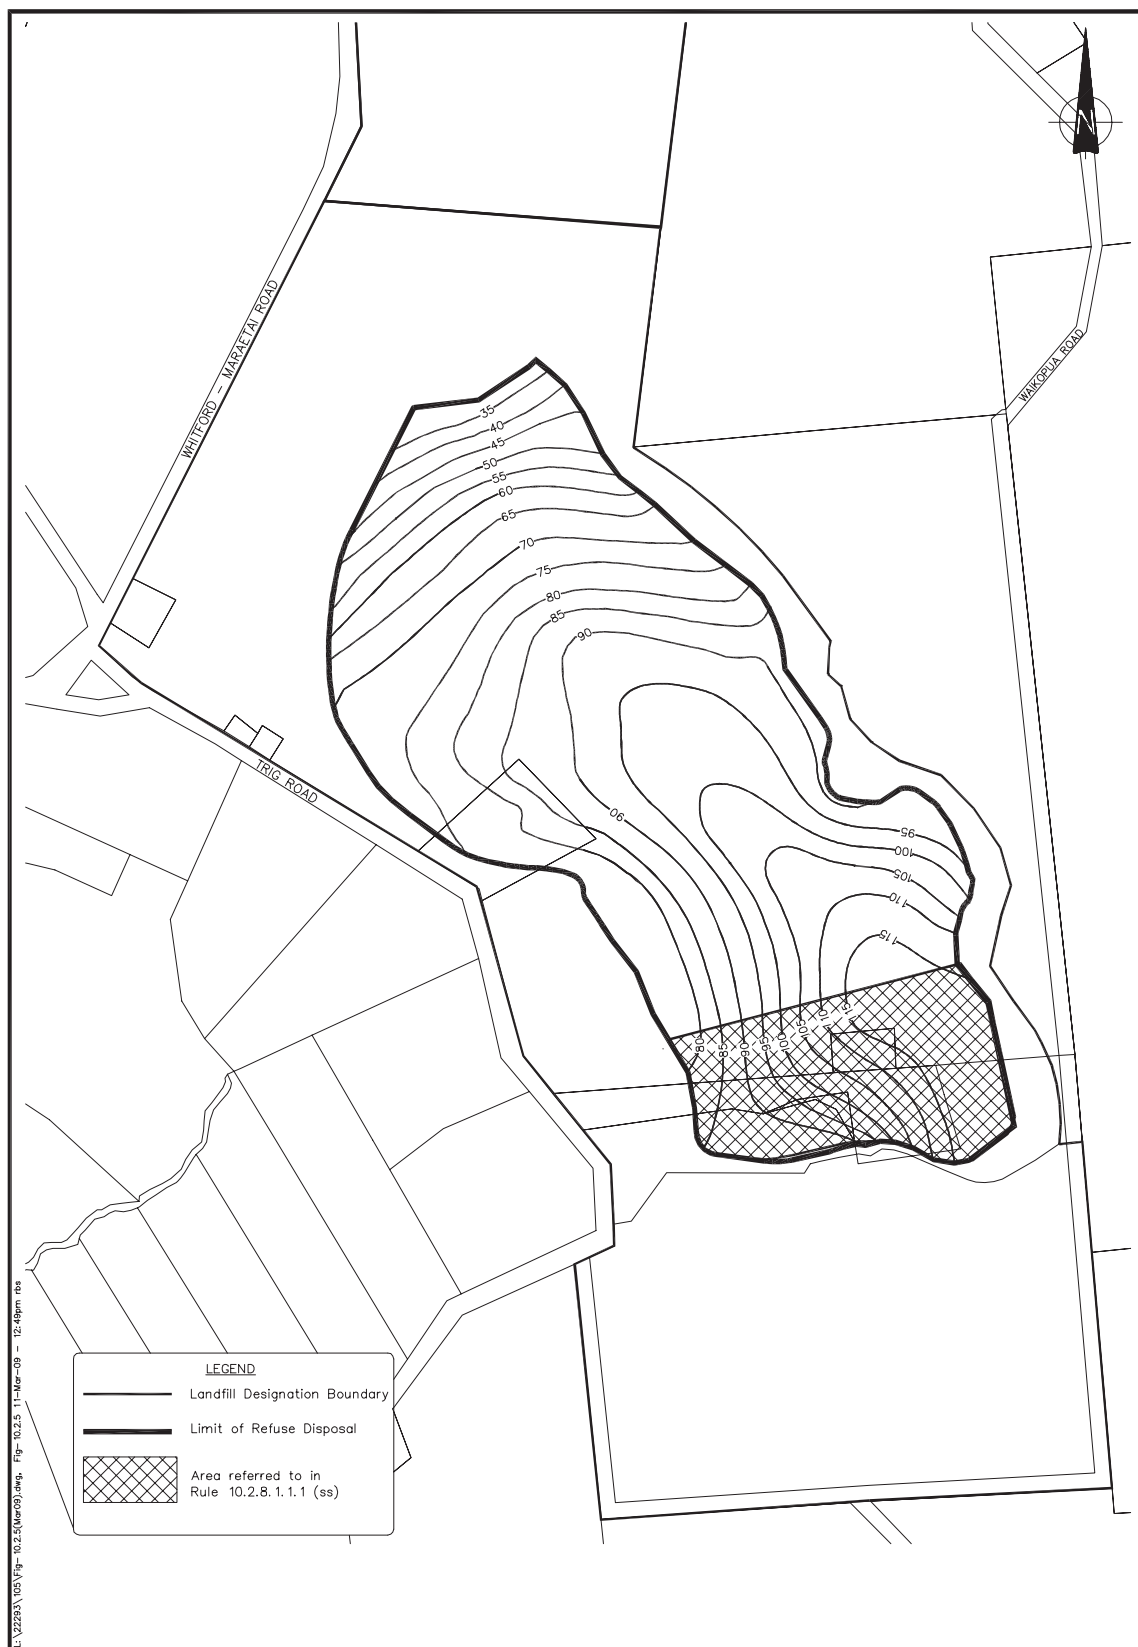 N
WHITFORD - MARAETAI ROAD
WAIKOPUA ROAD
35
40
45
50
55
60
65
70
75
80
85
90
TRIG ROAD
90
95
100
105
110
115
115
110
105
100
95
90
85
80
LEGEND
Landfill Designation Boundary
Limit of Refuse Disposal
Area referred to in
Rule 10.2.8.1.1.1 (ss)
L:\22293\105\Fig-10.2.5(Mar09).dwg, Fig-10.2.5 11-Mar-09 - 12:49pm rbs